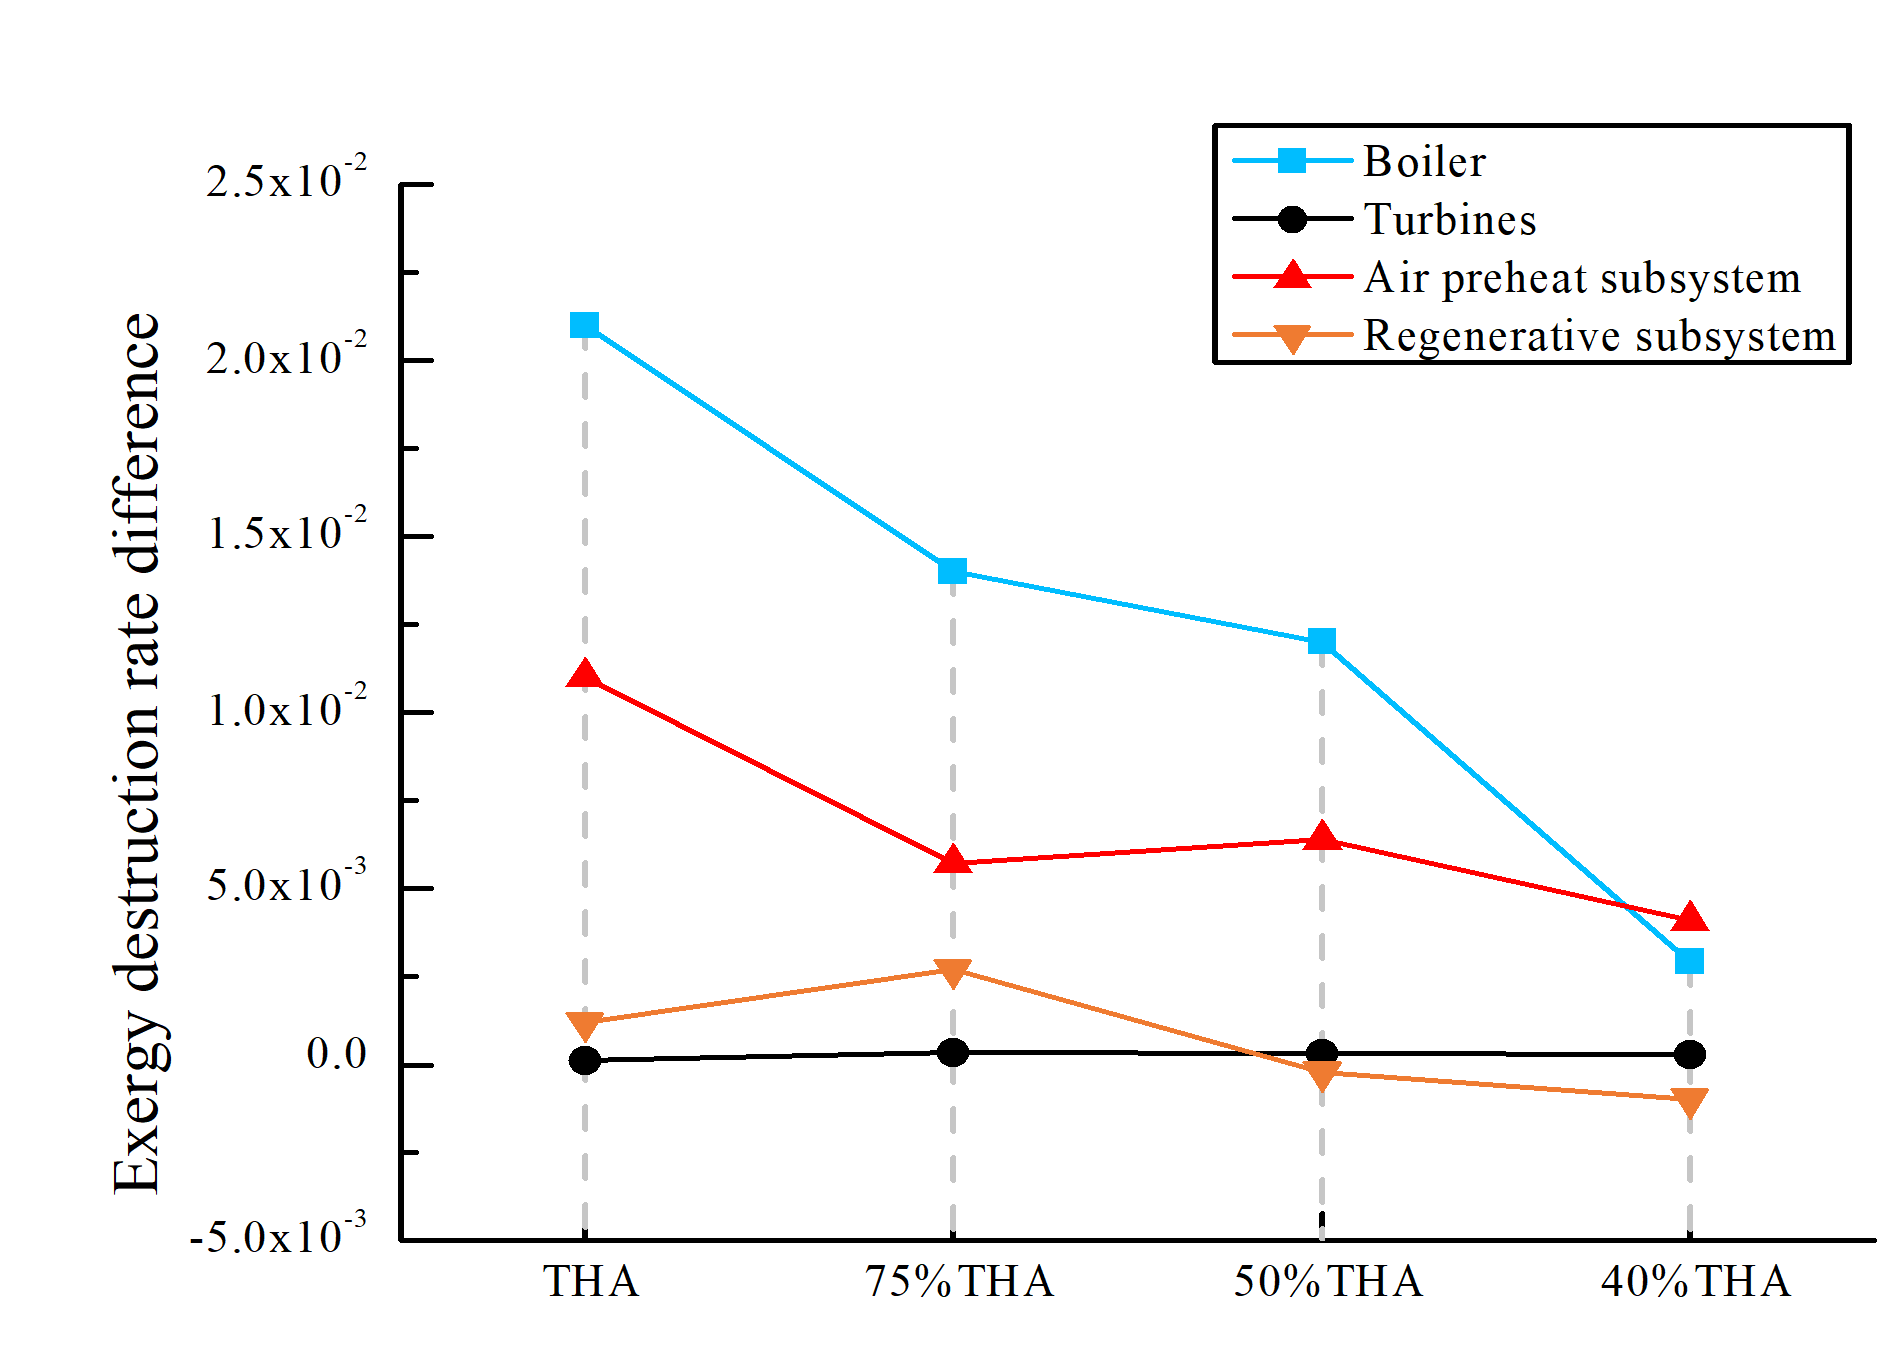 Boiler
Turbines
Air preheat subsystem
Regenerative subsystem
Exergy destruction rate difference
2.5x10⁻²
2.0x10⁻²
1.5x10⁻²
1.0x10⁻²
5.0x10⁻³
0.0
-5.0x10⁻³
THA 75%THA 50%THA 40%THA